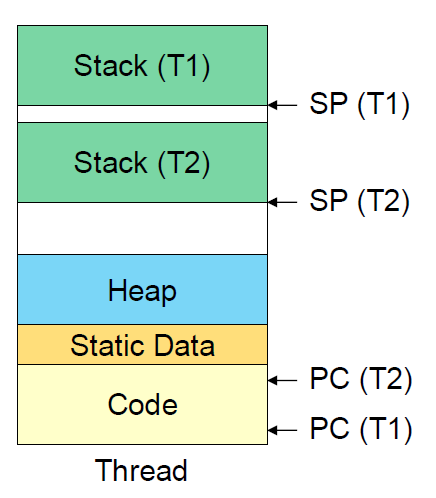 Stack (T1)
SP (T1)
Stack (T2)
SP (T2)
Heap
Static Data
PC (T2)
Code
PC (T1)
Thread